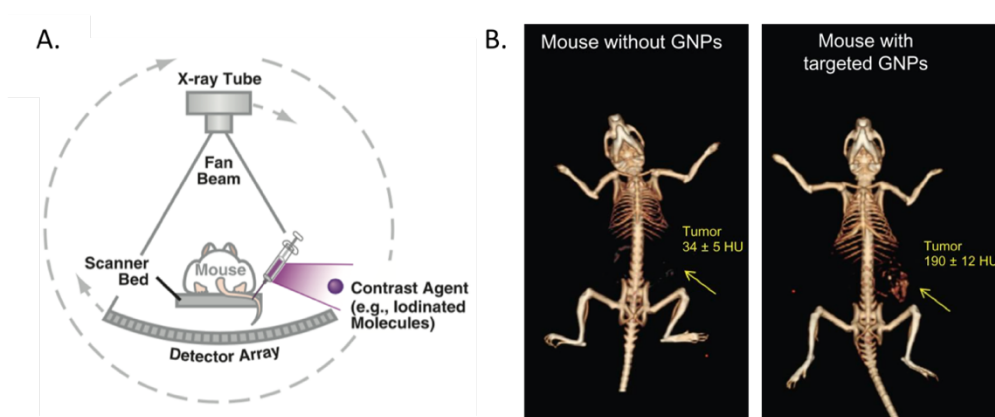 A.
X-ray Tube
Fan
Beam
Scanner
Bed
Mouse
Contrast Agent
(e.g., Iodinated
Molecules)
Detector Array
B.
Mouse without GNPs
Tumor
34 ± 5 HU
Mouse with
targeted GNPs
Tumor
190 ± 12 HU